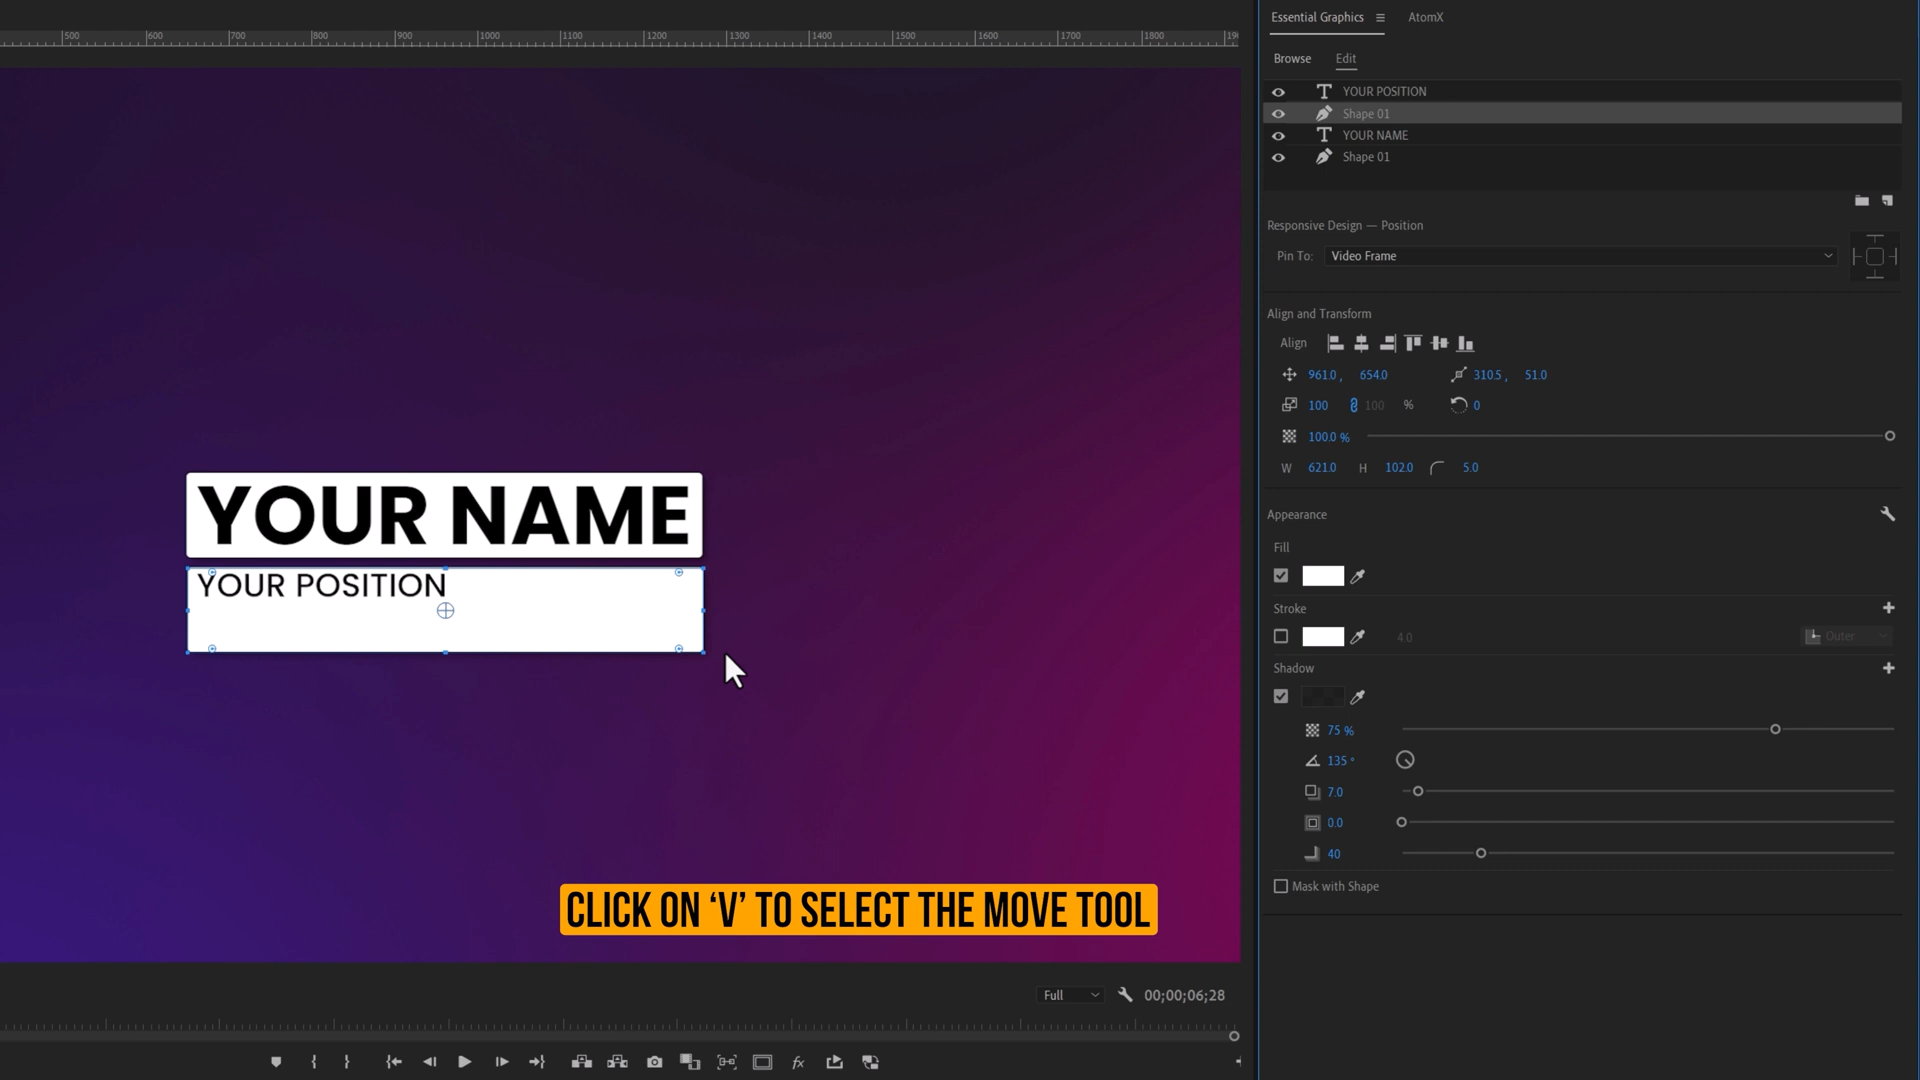 Essential Graphics AtomX
500 600 700 800 900 1000 1100 1200 1300 1400 1500 1600 1700 1800 190
Browse Edit
YOUR POSITION
Shape 01
YOUR NAME
Shape 01
Responsive Design — Position
Pin To: Video Frame
Align and Transform
Align
961.0 , 654.0 310.5 , 51.0
100 100 % 0
100.0 %
W 621.0 H 102.0 5.0
Appearance
Fill
Stroke
4.0 Outer
Shadow
75 %
135 °
7.0
0.0
40
Mask with Shape
YOUR NAME
YOUR POSITION
CLICK ON ‘V’ TO SELECT THE MOVE TOOL
Full 00;00;06;28
fx